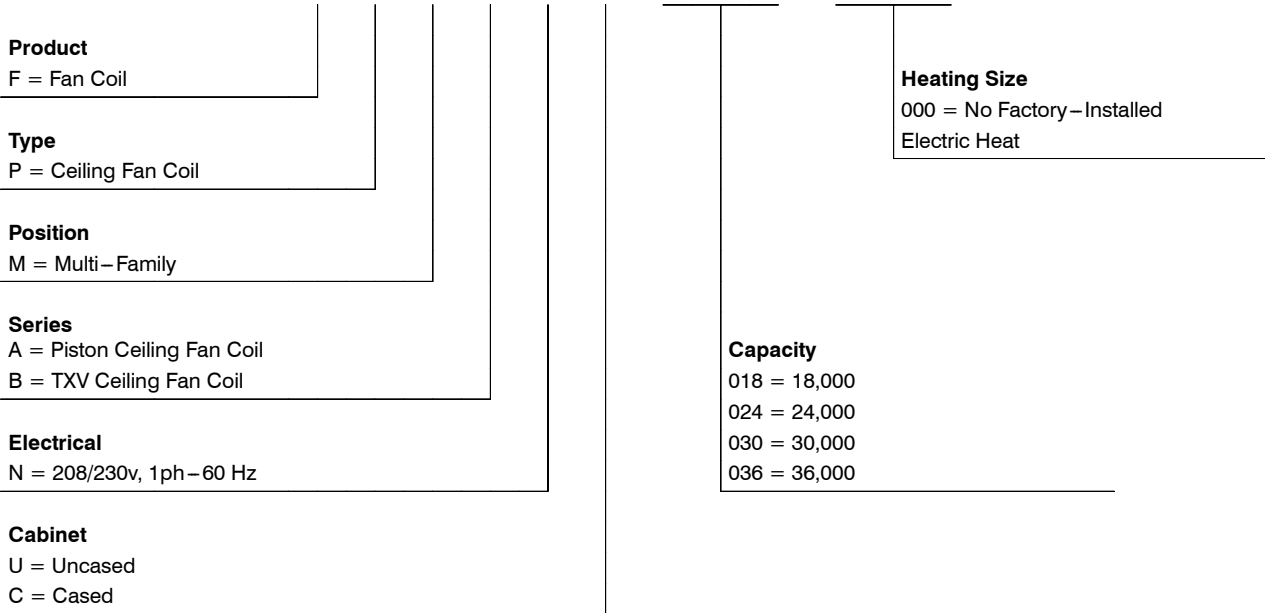 Product
F = Fan Coil
Type
P = Ceiling Fan Coil
Position
M = Multi–Family
Series
A = Piston Ceiling Fan Coil
B = TXV Ceiling Fan Coil
Electrical
N = 208/230v, 1ph–60 Hz
Cabinet
U = Uncased
C = Cased
Capacity
018 = 18,000
024 = 24,000
030 = 30,000
036 = 36,000
Heating Size
000 = No Factory–Installed
Electric Heat